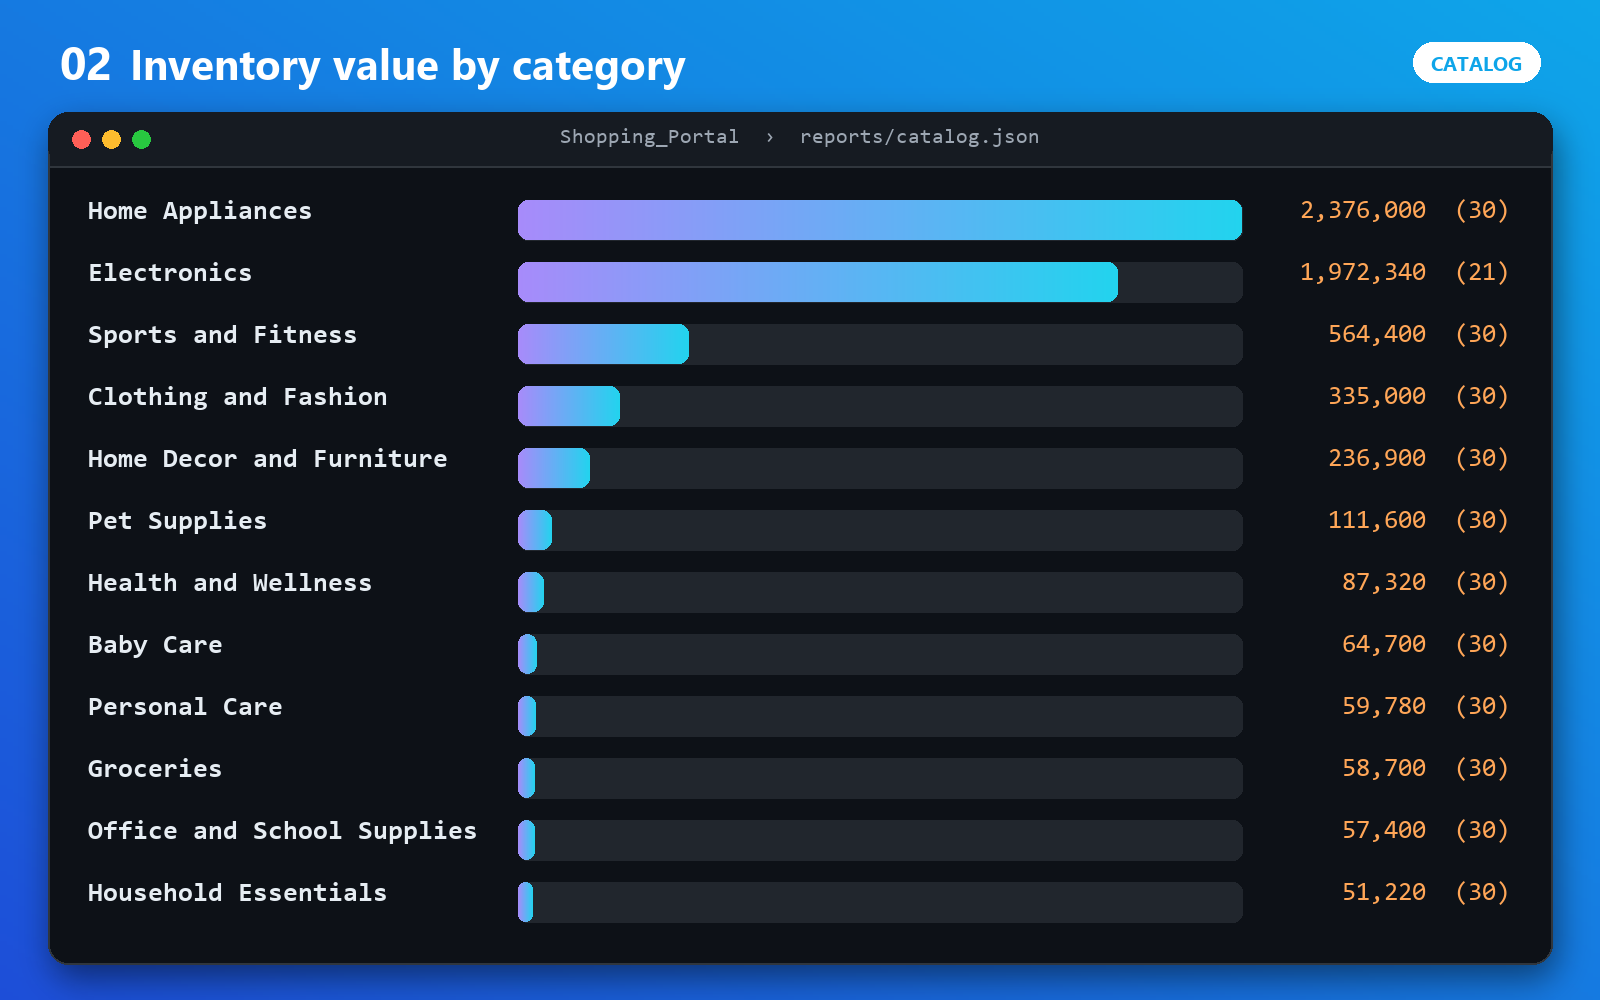 02 Inventory value by category
CATALOG
Shopping_Portal › reports/catalog.json
Home Appliances 2,376,000 (30)
Electronics 1,972,340 (21)
Sports and Fitness 564,400 (30)
Clothing and Fashion 335,000 (30)
Home Decor and Furniture 236,900 (30)
Pet Supplies 111,600 (30)
Health and Wellness 87,320 (30)
Baby Care 64,700 (30)
Personal Care 59,780 (30)
Groceries 58,700 (30)
Office and School Supplies 57,400 (30)
Household Essentials 51,220 (30)